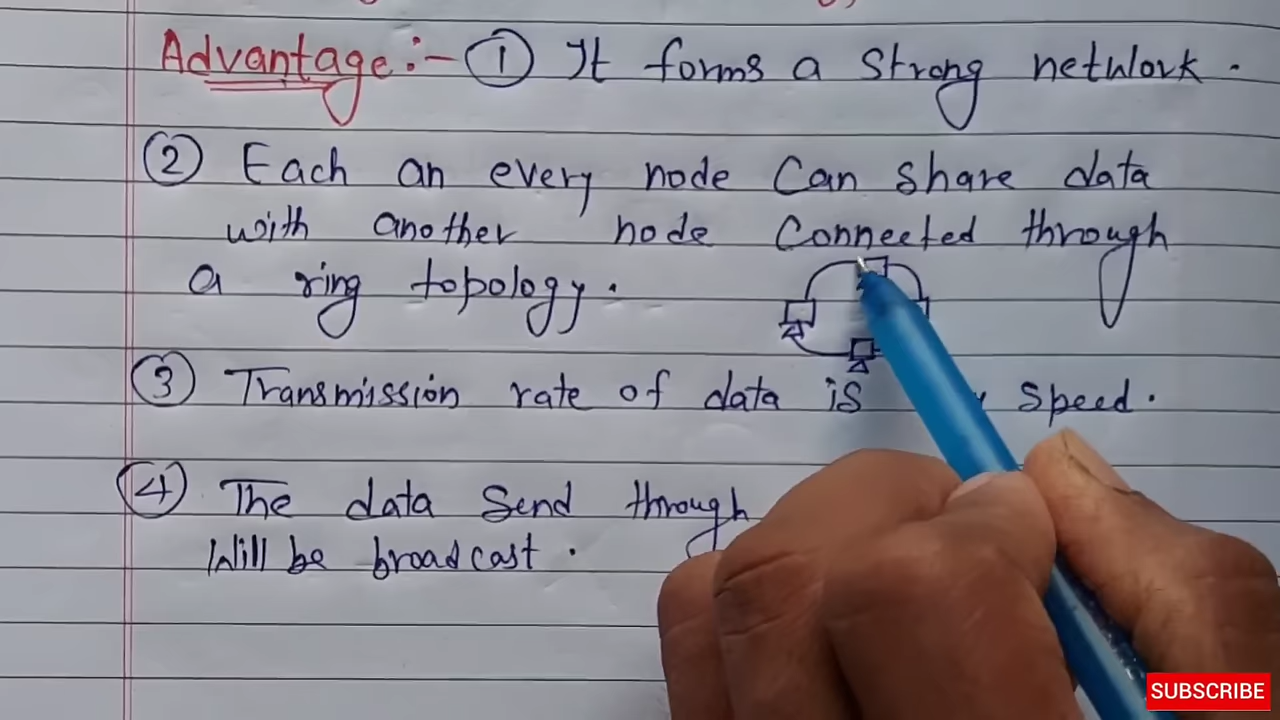 Advantage:- ① It forms a strong network.
② Each an every node can share data
with another node connected through
a ring topology.
③ Transmission rate of data is speed.
④ The data send through
will be broadcast.
SUBSCRIBE